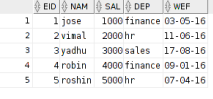 EID NAM SAL DEP WEF
1 1 jose 1000 finance 03-05-16
2 2 vimal 2000 hr 11-06-16
3 3 yadhu 3000 sales 17-08-16
4 4 robin 4000 finance 09-01-16
5 5 roshin 5000 hr 07-04-16